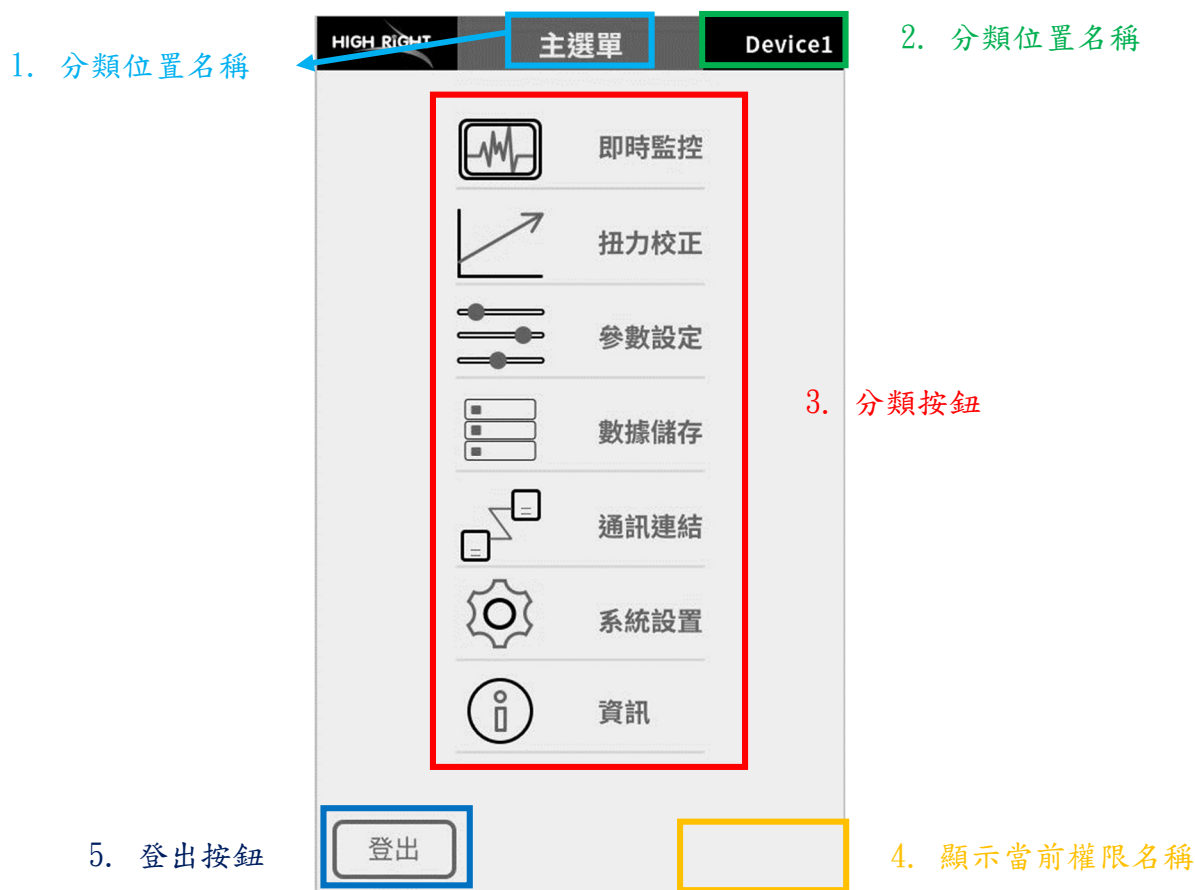 HIGH RIGHT
主選單
Device1
1. 分類位置名稱
2. 分類位置名稱
即時監控
扭力校正
參數設定
3. 分類按鈕
數據儲存
通訊連結
系統設置
資訊
登出
5. 登出按鈕
4. 顯示當前權限名稱